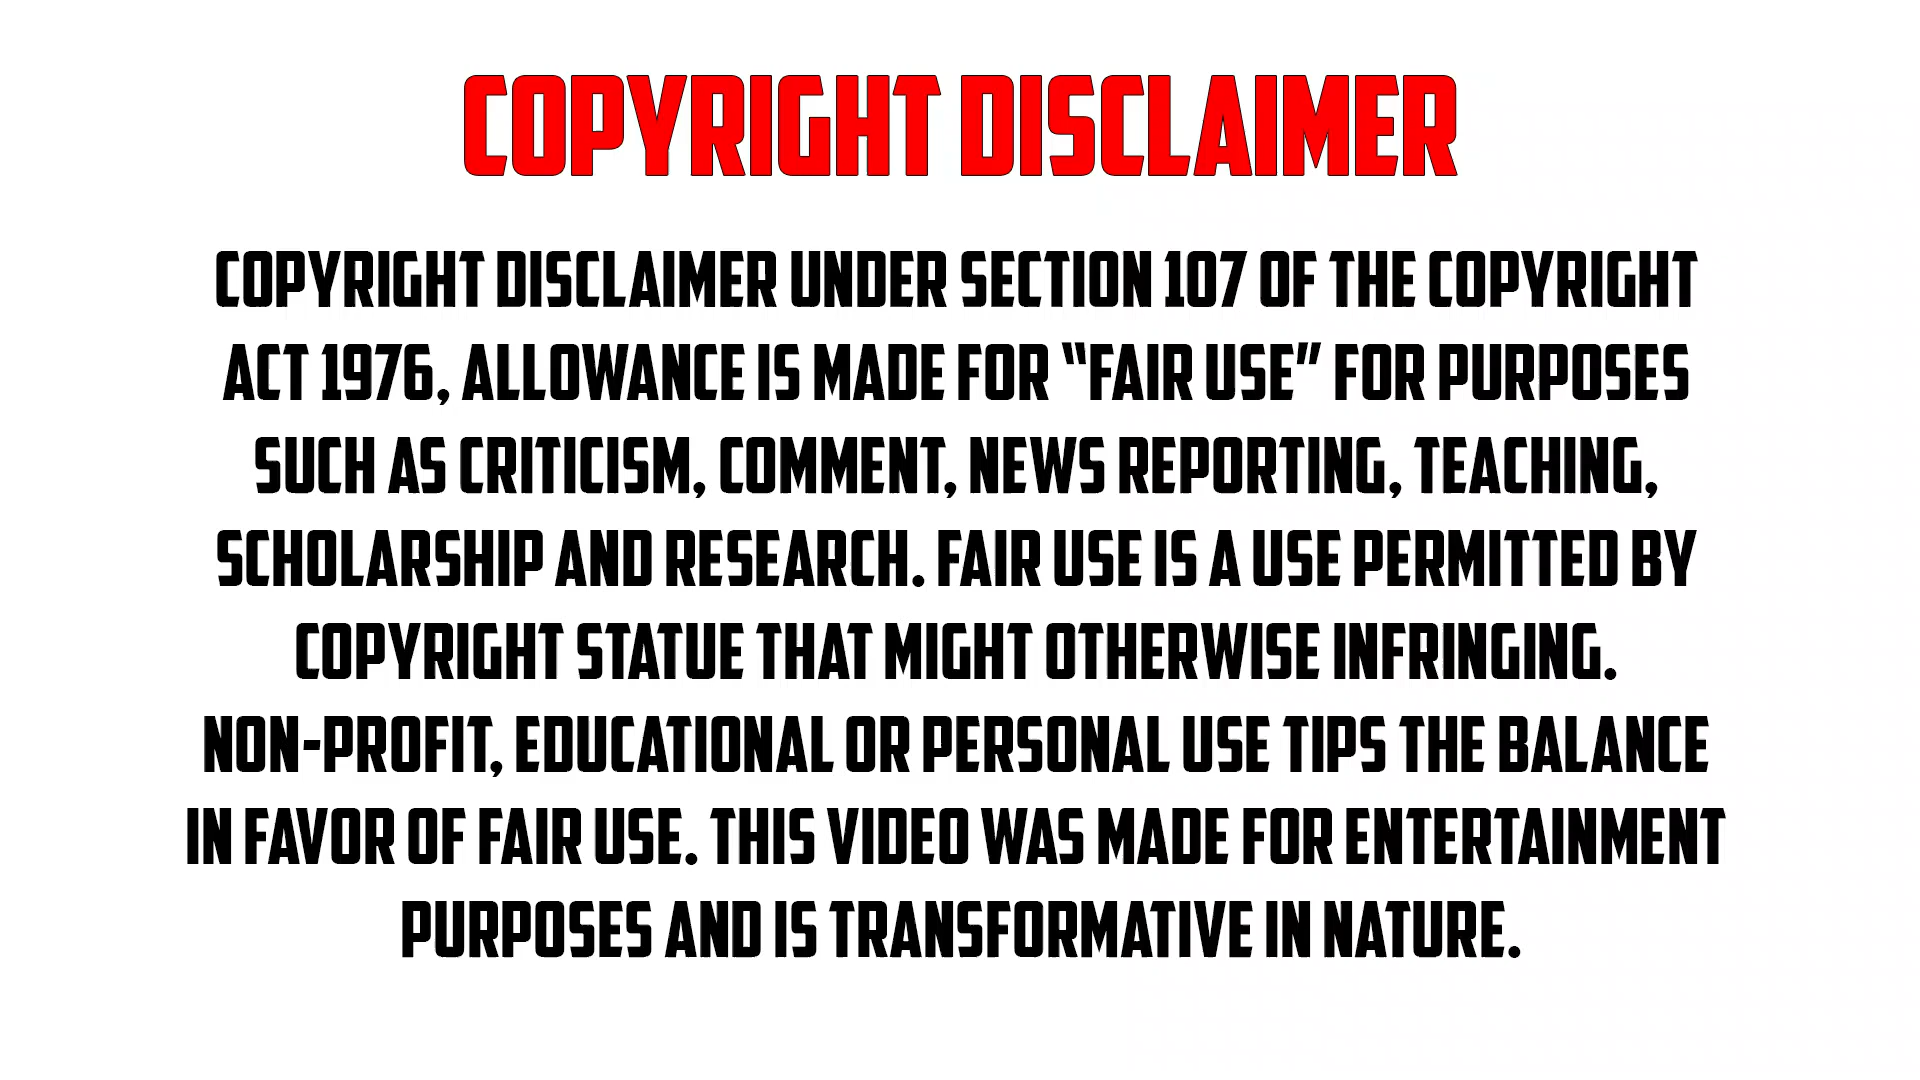 COPYRIGHT DISCLAIMER
COPYRIGHT DISCLAIMER UNDER SECTION 107 OF THE COPYRIGHT
ACT 1976, ALLOWANCE IS MADE FOR “FAIR USE” FOR PURPOSES
SUCH AS CRITICISM, COMMENT, NEWS REPORTING, TEACHING,
SCHOLARSHIP AND RESEARCH. FAIR USE IS A USE PERMITTED BY
COPYRIGHT STATUE THAT MIGHT OTHERWISE INFRINGING.
NON-PROFIT, EDUCATIONAL OR PERSONAL USE TIPS THE BALANCE
IN FAVOR OF FAIR USE. THIS VIDEO WAS MADE FOR ENTERTAINMENT
PURPOSES AND IS TRANSFORMATIVE IN NATURE.